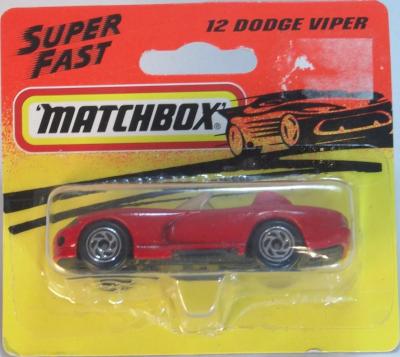 SUPER
FAST
12 DODGE VIPER
'MATCHBOX'®